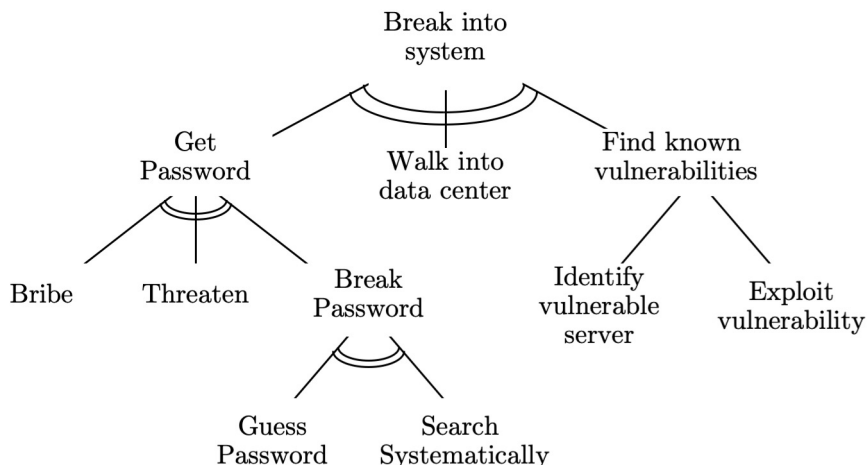 Break into
system
Get
Password
Walk into
data center
Find known
vulnerabilities
Bribe
Threaten
Break
Password
Identify
vulnerable
server
Exploit
vulnerability
Guess
Password
Search
Systematically